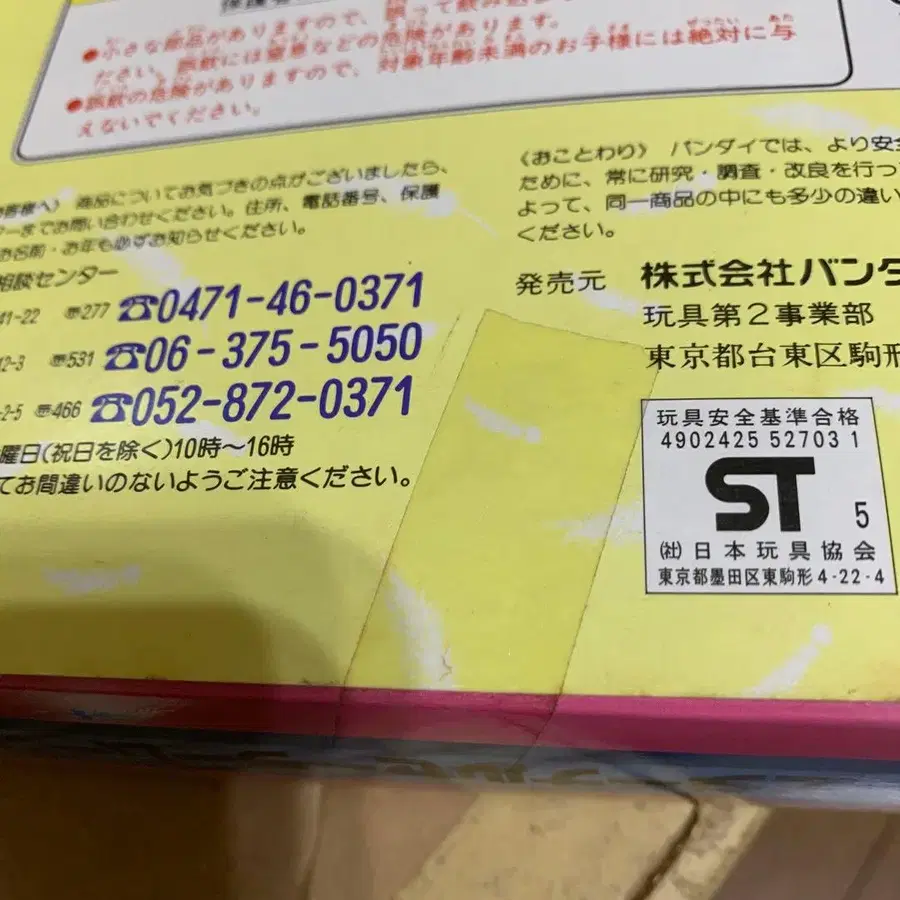 ●小さな部品がありますので、誤って飲み込
ださい。誤飲には窒息などの危険があります。
●誤飲の危険がありますので、対象年齢未満のお子様には絶対に与
えないでください。
客様へ〉商品についてお気づきの点がございましたら、
ーまでお問い合わせください。住所、電話番号、保護
お名前・お年も必ずお知らせください。
相談センター
41-22 〠277 ☎0471-46-0371
12-3 〠531 ☎06-375-5050
-2-5 〠466 ☎052-872-0371
曜日(祝日を除く)10時〜16時
てお間違いのないようご注意ください。
〈おことわり〉 バンダイでは、より安全
ために、常に研究・調査・改良を行っ
よって、同一商品の中にも多少の違い
ください。
発売元 株式会社バンダ
玩具第2事業部
東京都台東区駒形
玩具安全基準合格
4902425 52703 1
ST 5
(社)日本玩具協会
東京都墨田区東駒形4-22-4